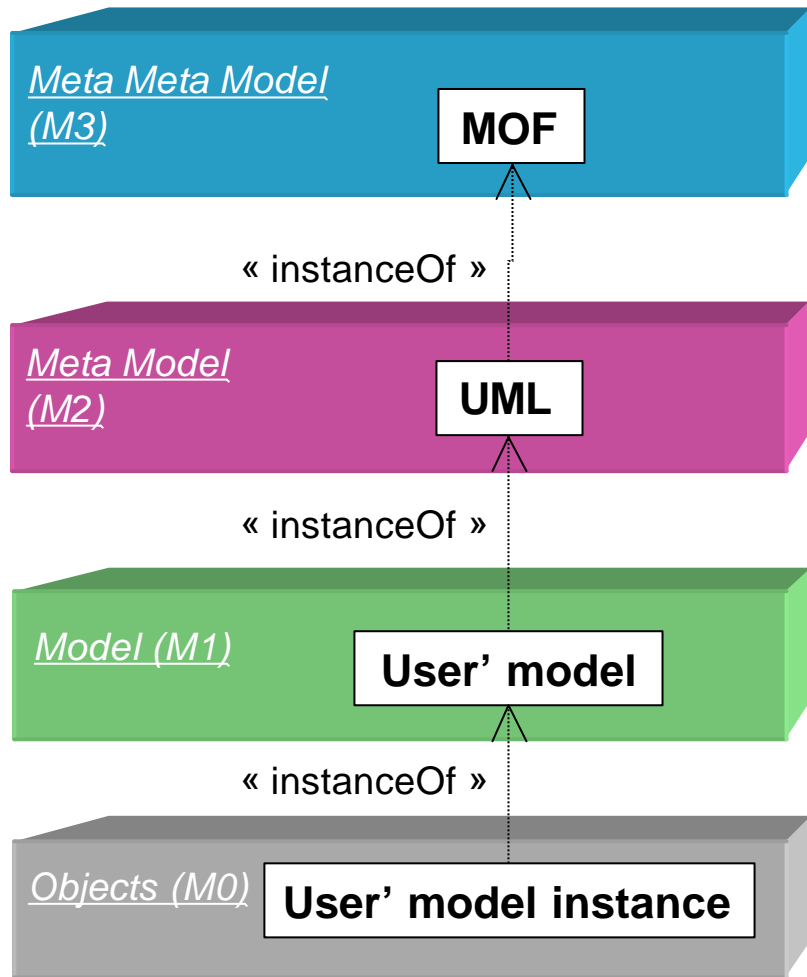 Meta Meta Model
(M3)
MOF
« instanceOf »
Meta Model
(M2)
UML
« instanceOf »
Model (M1)
User’ model
« instanceOf »
Objects (M0)
User’ model instance